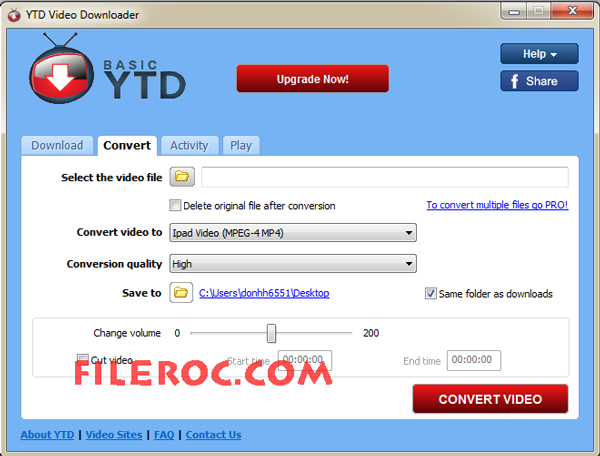 YTD Video Downloader
BASIC
YTD
Upgrade Now!
Help
f Share
Download Convert Activity Play
Select the video file
Delete original file after conversion To convert multiple files go PRO!
Convert video to Ipad Video (MPEG-4 MP4)
Conversion quality High
Save to C:\Users\donhh6551\Desktop Same folder as downloads
Change volume 0 200
Cut video Start time 00:00:00 End time 00:00:00
FILEROC.COM
CONVERT VIDEO
About YTD | Video Sites | FAQ | Contact Us